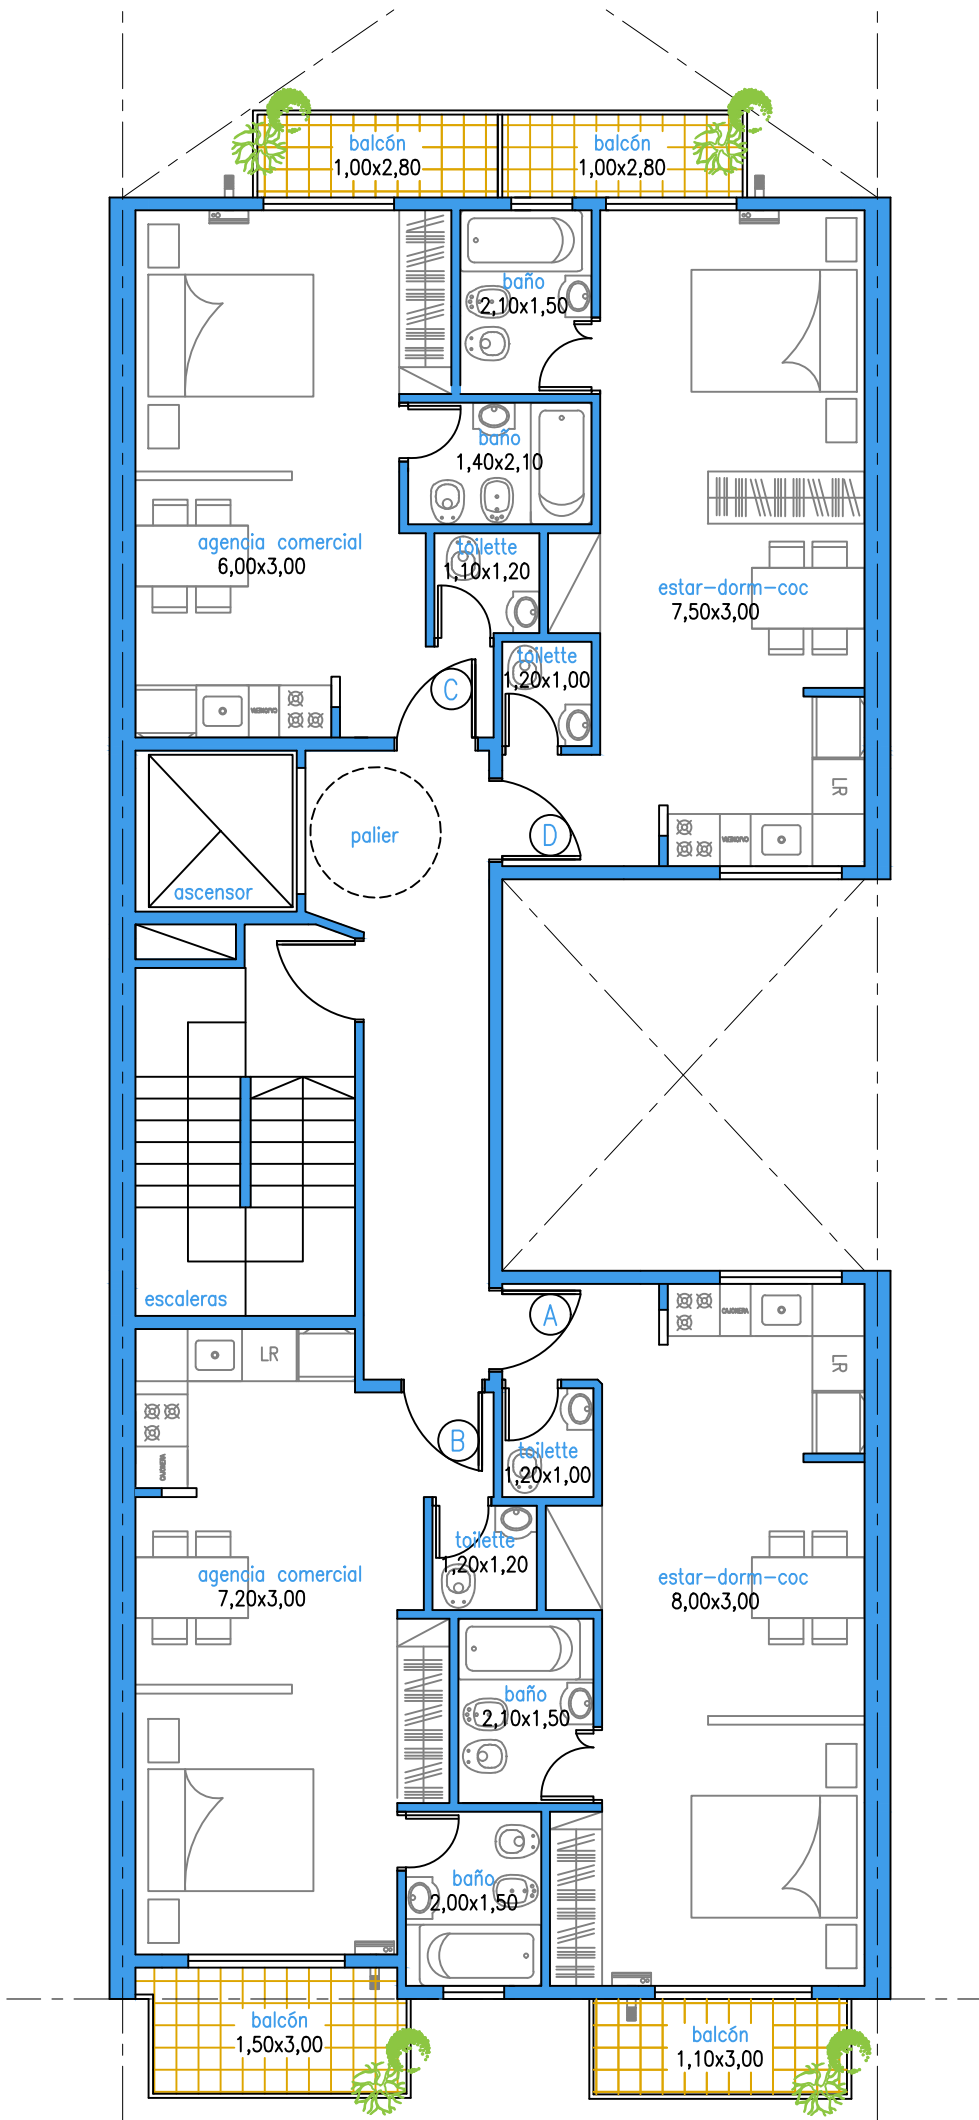 balcón
1,00x2,80
balcón
1,00x2,80
baño
2,10x1,50
baño
1,40x2,10
agencia comercial
6,00x3,00
toilette
1,10x1,20
estar-dorm-coc
7,50x3,00
toilette
1,20x1,00
C
CAJONERA
LR
D
CAJONERA
palier
ascensor
escaleras
A
CAJONERA
LR
LR
B
CAJONERA
toilette
1,20x1,00
toilette
1,20x1,20
agencia comercial
7,20x3,00
estar-dorm-coc
8,00x3,00
baño
2,10x1,50
baño
2,00x1,50
balcón
1,50x3,00
balcón
1,10x3,00